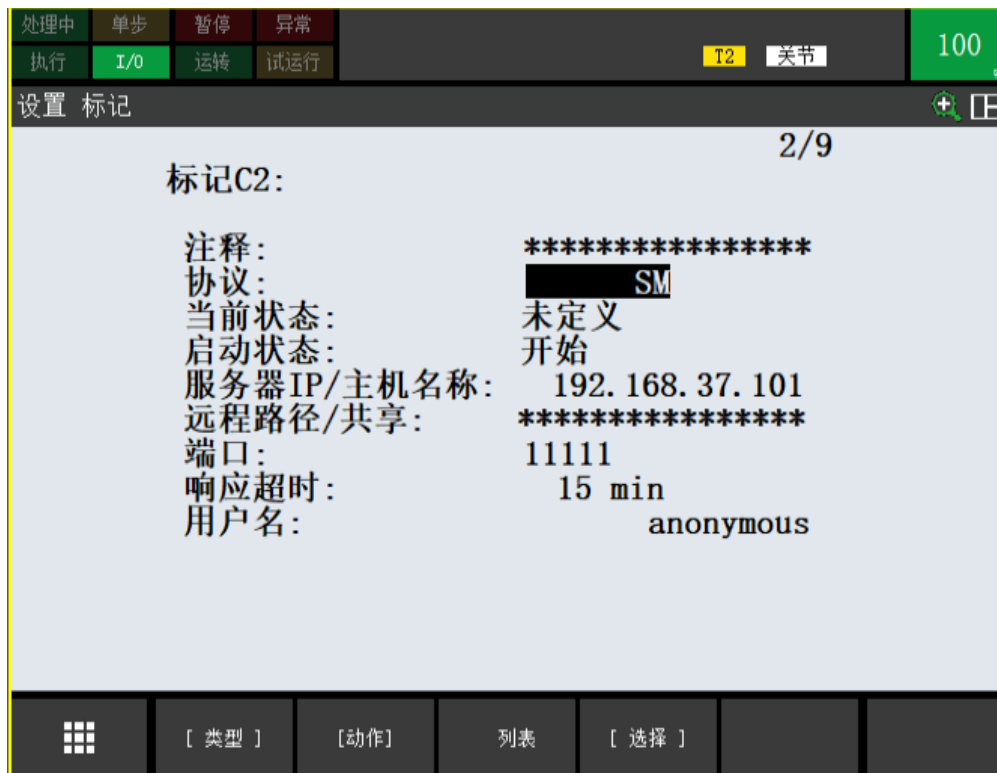 处理中 单步 暂停 异常
执行 I/O 运转 试运行 T2 关节 100
设置 标记
2/9
标记C2:
注释: ****************
协议: SM
当前状态: 未定义
启动状态: 开始
服务器IP/主机名称: 192.168.37.101
远程路径/共享: ****************
端口: 11111
响应超时: 15 min
用户名: anonymous
[ 类型 ] [动作] 列表 [ 选择 ]